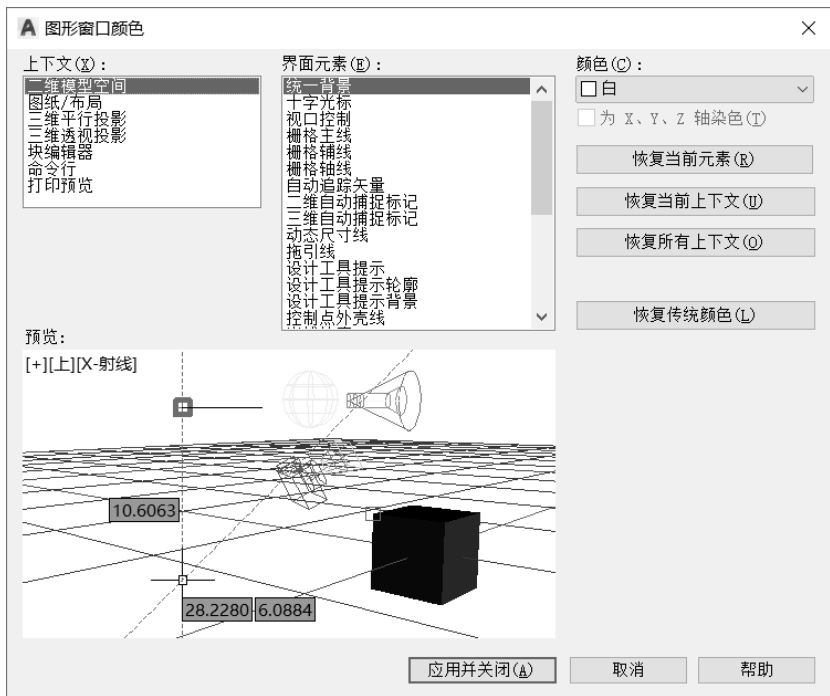 图形窗口颜色
上下文(X):
二维模型空间
图纸/布局
三维平行投影
三维透视投影
块编辑器
命令行
打印预览
界面元素(E):
统一背景
十字光标
视口控制
栅格主线
栅格辅线
栅格轴线
自动追踪矢量
二维自动捕捉标记
三维自动捕捉标记
动态尺寸线
拖引线
设计工具提示
设计工具提示轮廓
设计工具提示背景
控制点外壳线
颜色(C):
白
为 X、Y、Z 轴染色(T)
恢复当前元素(R)
恢复当前上下文(U)
恢复所有上下文(O)
恢复传统颜色(L)
预览:
[+][上][X-射线]
10.6063
28.2280 6.0884
应用并关闭(A) 取消 帮助